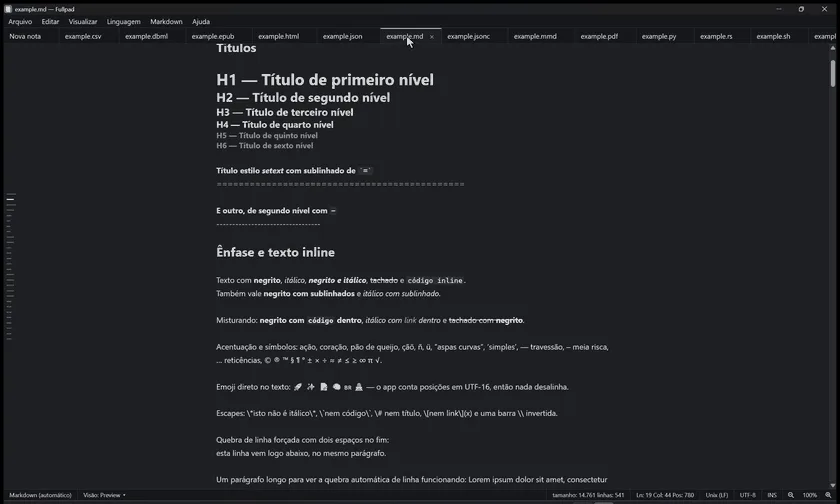 example.md — Fullpad
Arquivo Editar Visualizar Linguagem Markdown Ajuda
Nova nota example.csv example.dbml example.epub example.html example.json example.md × example.jsonc example.mmd example.pdf example.py example.rs example.sh exampl
Títulos
H1 — Título de primeiro nível
H2 — Título de segundo nível
H3 — Título de terceiro nível
H4 — Título de quarto nível
H5 — Título de quinto nível
H6 — Título de sexto nível
Título estilo setext com sublinhado de `=`
=============================================
E outro, de segundo nível com −
---------------------------------
Ênfase e texto inline
Texto com negrito, itálico, negrito e itálico, tachado e código inline.
Também vale negrito com sublinhados e itálico com sublinhado.
Misturando: negrito com código dentro, itálico com link dentro e tachado com negrito.
Acentuação e símbolos: ação, coração, pão de queijo, çãõ, ñ, ü, “aspas curvas”, ‘simples’, — travessão, – meia risca,
… reticências, © ® ™ § ¶ ° ± × ÷ ≈ ≠ ≤ ≥ ∞ π √.
Emoji direto no texto: 🚀 ✨ 📝 🧠 BR — o app conta posições em UTF-16, então nada desalinha.
Escapes: \*isto não é itálico\*, \`nem código\`, \# nem título, \[nem link\](x) e uma barra \\ invertida.
Quebra de linha forçada com dois espaços no fim:
esta linha vem logo abaixo, no mesmo parágrafo.
Um parágrafo longo para ver a quebra automática de linha funcionando: Lorem ipsum dolor sit amet, consectetur
Markdown (automático) Visão: Preview tamanho: 14.761 linhas: 541 Ln: 19 Col: 44 Pos: 780 Unix (LF) UTF-8 INS 100%